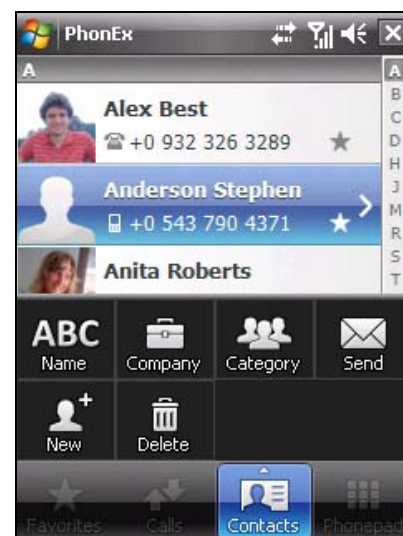 PhonEx
A
Alex Best
+0 932 326 3289
Anderson Stephen
+0 543 790 4371
Anita Roberts
A
B
C
D
H
J
M
R
S
T
ABC
Name Company Category Send
New Delete
Favorites Calls Contacts Phonepad